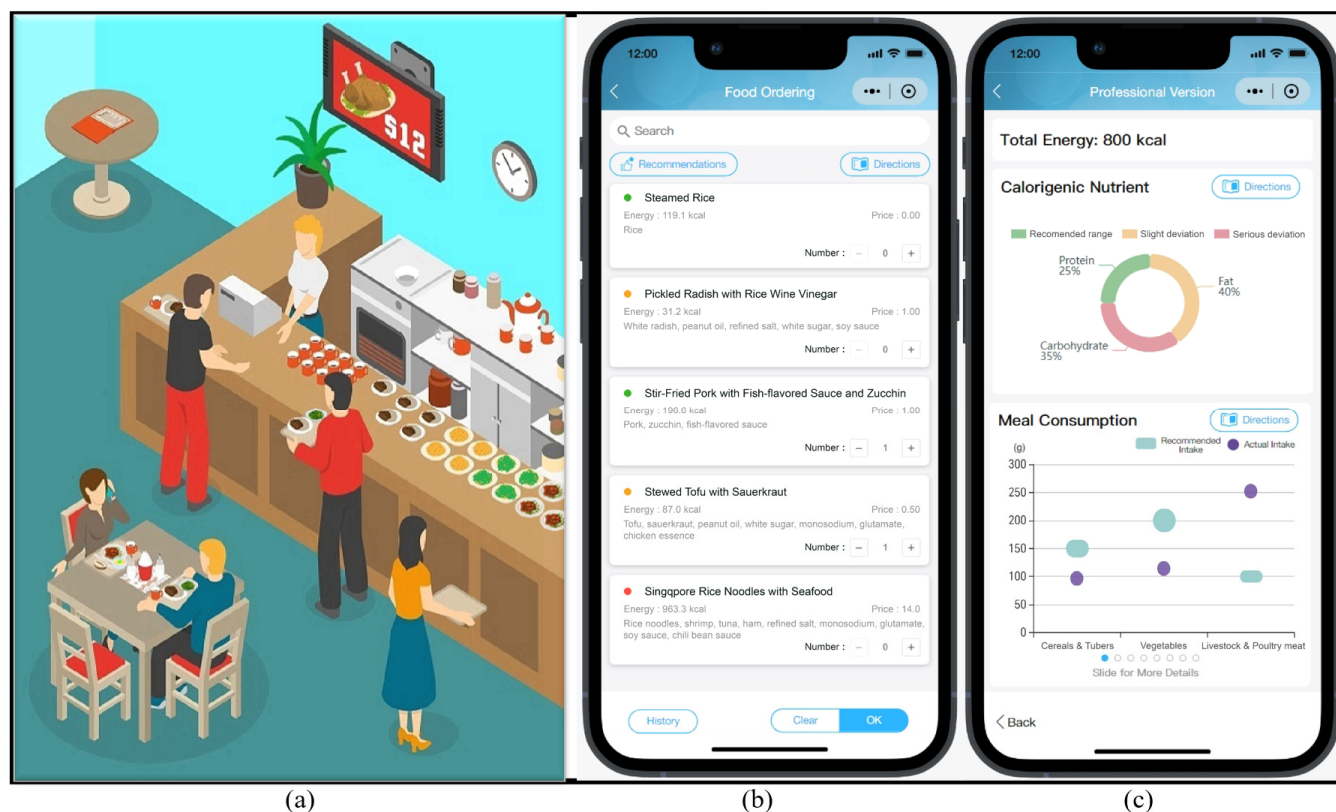 $12
12:00
Food Ordering
Search
Recommendations
Directions
Steamed Rice
Energy : 119.1 kcal
Price : 0.00
Rice
Number : − 0 +
Pickled Radish with Rice Wine Vinegar
Energy : 31.2 kcal
Price : 1.00
White radish, peanut oil, refined salt, white sugar, soy sauce
Number : − 0 +
Stir-Fried Pork with Fish-flavored Sauce and Zucchin
Energy : 196.6 kcal
Price : 1.00
Pork, zucchin, fish-flavored sauce
Number : − 1 +
Stewed Tofu with Sauerkraut
Energy : 87.0 kcal
Price : 0.50
Tofu, sauerkraut, peanut oil, white sugar, monosodium, glutamate,
chicken essence
Number : − 1 +
Singqpore Rice Noodles with Seafood
Energy : 963.3 kcal
Price : 14.0
Rice noodles, shrimp, tuna, ham, refined salt, monosodium, glutamate,
soy sauce, chili bean sauce
Number : − 0 +
History
Clear
OK
12:00
Professional Version
Total Energy: 800 kcal
Calorigenic Nutrient
Directions
Recomended range
Slight deviation
Serious deviation
Protein
25%
Fat
40%
Carbohydrate
35%
Meal Consumption
Directions
Recommended
Intake
Actual Intake
(g)
300
250
200
150
100
50
0
Cereals & Tubers
Vegetables
Livestock & Poultry meat
Slide for More Details
Back
(a)
(b)
(c)